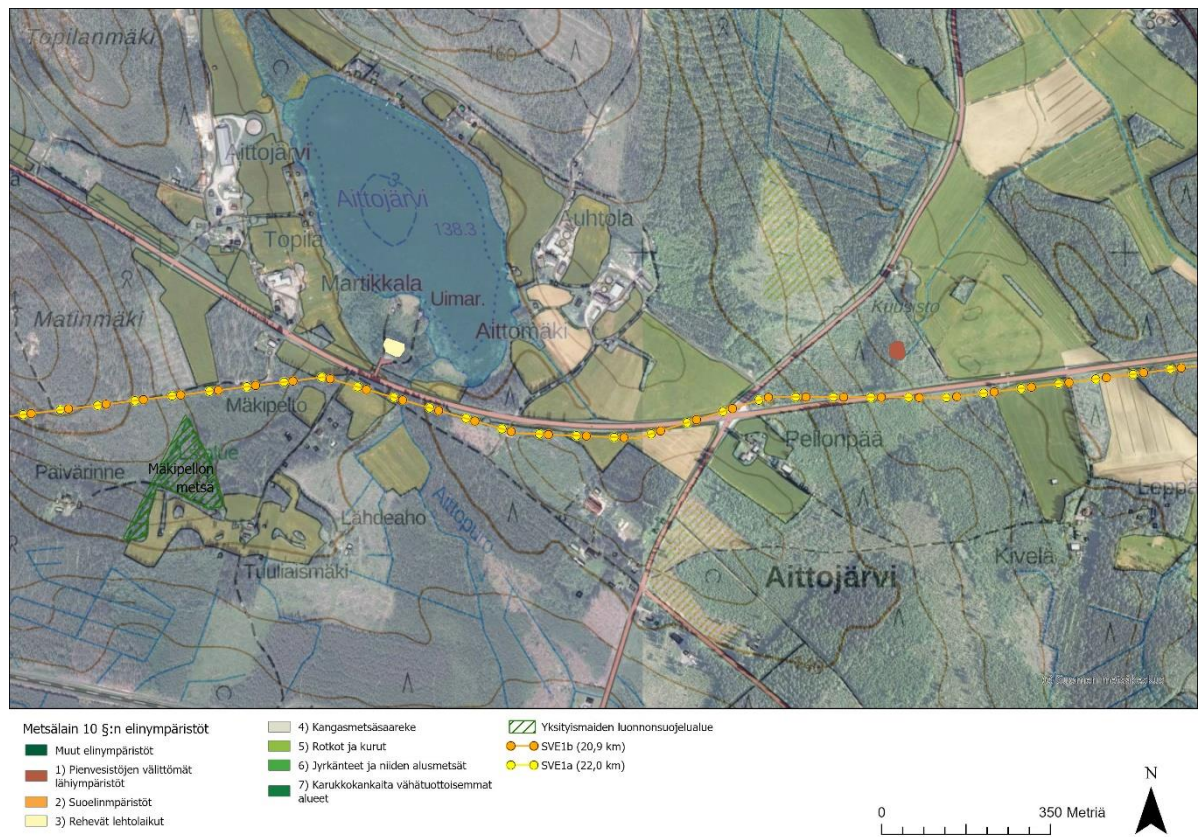 Topilanmäki
160
Aittojärvi
3
Aittojärvi
138.3
Auhtola
Topila
Martikkala
Uimar.
Aittomäki
Kuusisto
Matinmäki
Mäkipelto
Pellonpää
Päivärinne
Mäkipellon
metsä
Lähdeaho
Aittopuro
Leppä
Tuuliaismäki
Aittojärvi
Kivelä
Metsälain 10 §:n elinympäristöt
Muut elinympäristöt
1) Pienvesistöjen välittömät
lähiympäristöt
2) Suoelinmpäristöt
3) Rehevät lehtolaikut
4) Kangasmetsäsaareke
5) Rotkot ja kurut
6) Jyrkänteet ja niiden alusmetsät
7) Karukkokankaita vähätuottoisemmat
alueet
Yksityismaiden luonnonsuojelualue
SVE1b (20,9 km)
SVE1a (22,0 km)
0 350 Metriä
N